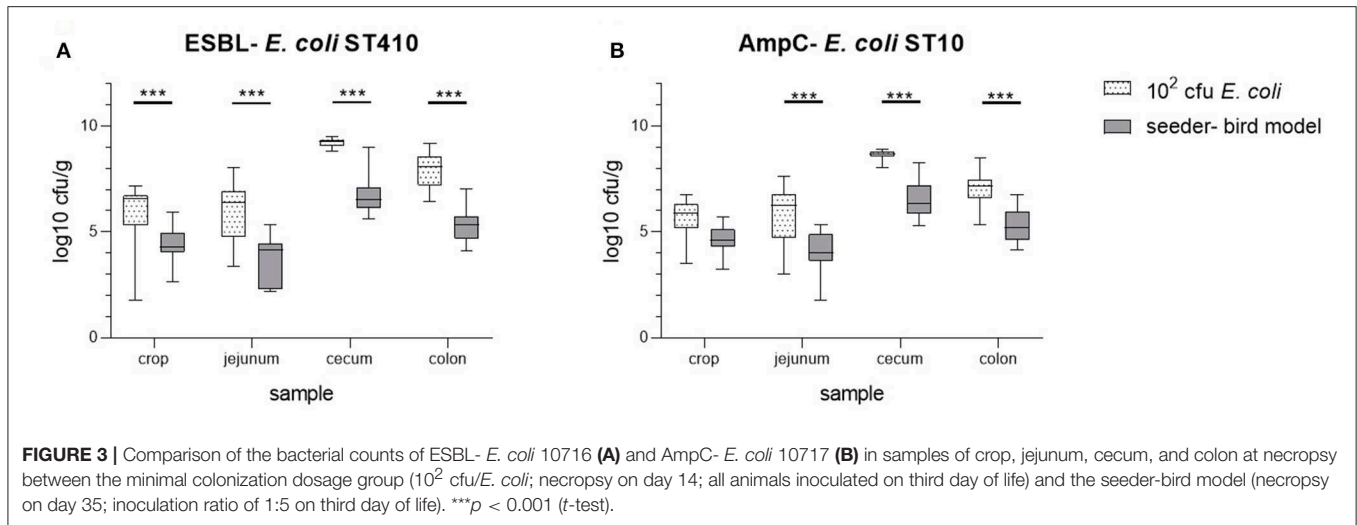 A
ESBL- E. coli ST410
***
***
***
***
10
5
0
log10 cfu/g
crop
jejunum
cecum
colon
sample
B
AmpC- E. coli ST10
***
***
***
10
5
0
log10 cfu/g
crop
jejunum
cecum
colon
sample
10² cfu E. coli
seeder- bird model
FIGURE 3 | Comparison of the bacterial counts of ESBL- E. coli 10716 (A) and AmpC- E. coli 10717 (B) in samples of crop, jejunum, cecum, and colon at necropsy
between the minimal colonization dosage group (10² cfu/E. coli; necropsy on day 14; all animals inoculated on third day of life) and the seeder-bird model (necropsy
on day 35; inoculation ratio of 1:5 on third day of life). ***p < 0.001 (t-test).